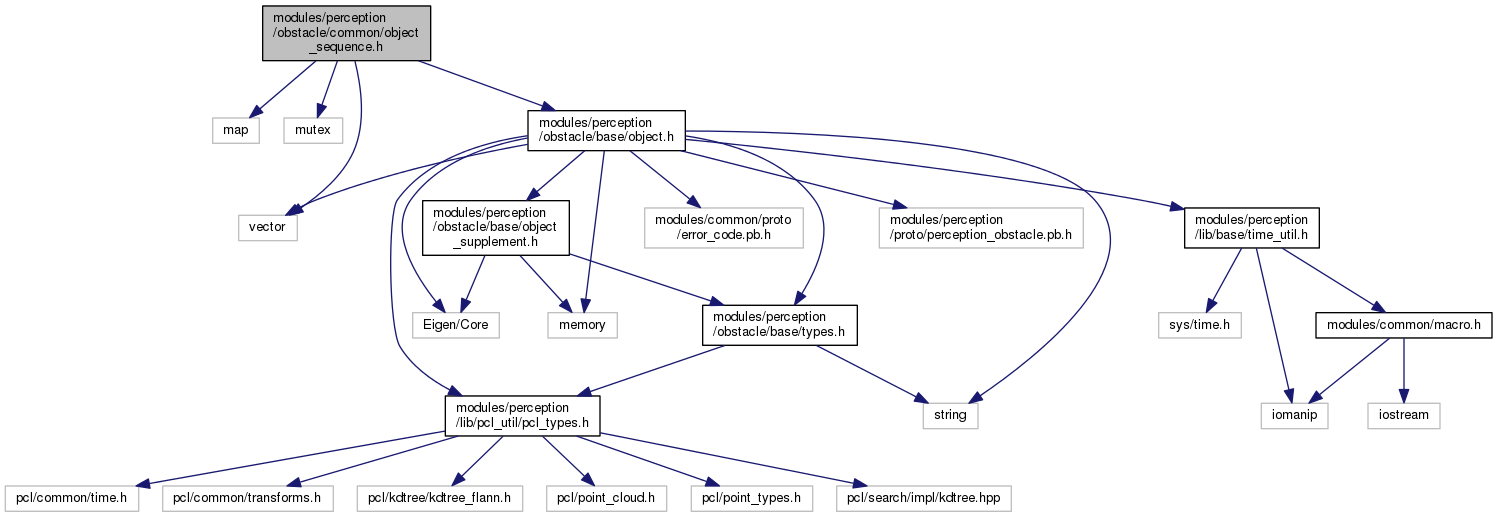 modules/perception
/obstacle/common/object
_sequence.h
map
mutex
modules/perception
/obstacle/base/object.h
vector
modules/perception
/obstacle/base/object
_supplement.h
modules/common/proto
/error_code.pb.h
modules/perception
/proto/perception_obstacle.pb.h
modules/perception
/lib/base/time_util.h
Eigen/Core
memory
modules/perception
/obstacle/base/types.h
sys/time.h
modules/common/macro.h
modules/perception
/lib/pcl_util/pcl_types.h
string
iomanip
iostream
pcl/common/time.h
pcl/common/transforms.h
pcl/kdtree/kdtree_flann.h
pcl/point_cloud.h
pcl/point_types.h
pcl/search/impl/kdtree.hpp